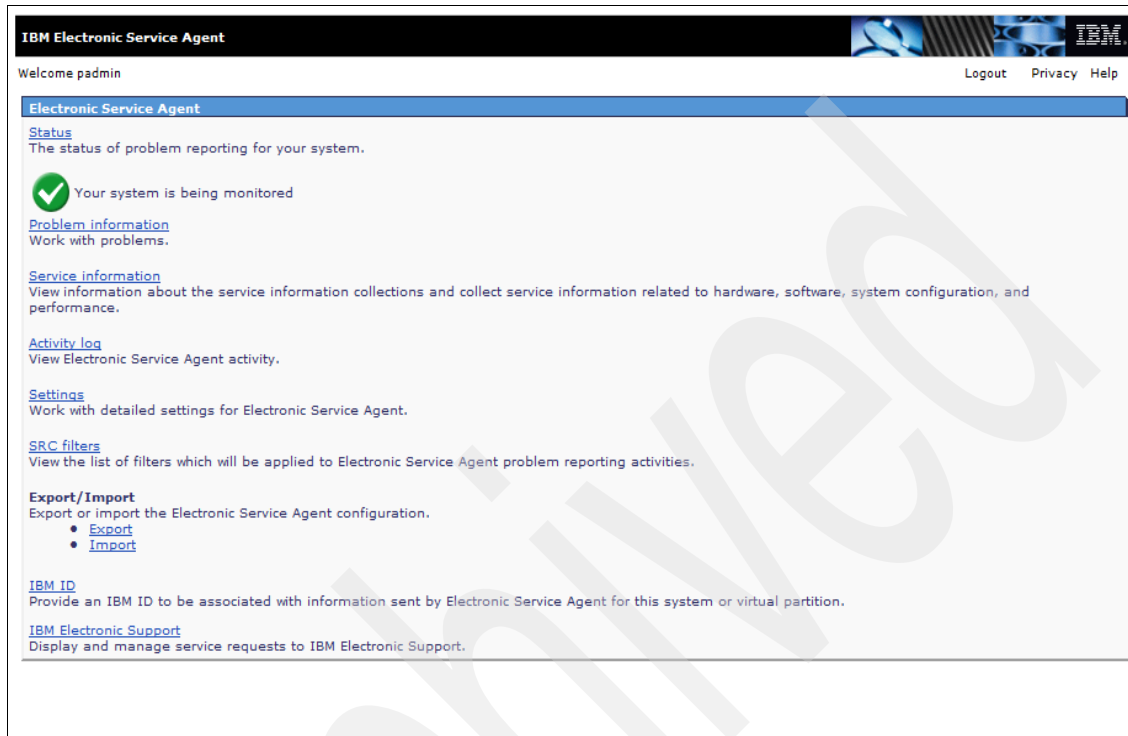 IBM Electronic Service Agent
IBM.
Welcome padmin
Logout Privacy Help
Electronic Service Agent
Status
The status of problem reporting for your system.
Your system is being monitored
Problem information
Work with problems.
Service information
View information about the service information collections and collect service information related to hardware, software, system configuration, and
performance.
Activity log
View Electronic Service Agent activity.
Settings
Work with detailed settings for Electronic Service Agent.
SRC filters
View the list of filters which will be applied to Electronic Service Agent problem reporting activities.
Export/Import
Export or import the Electronic Service Agent configuration.
• Export
• Import
IBM ID
Provide an IBM ID to be associated with information sent by Electronic Service Agent for this system or virtual partition.
IBM Electronic Support
Display and manage service requests to IBM Electronic Support.